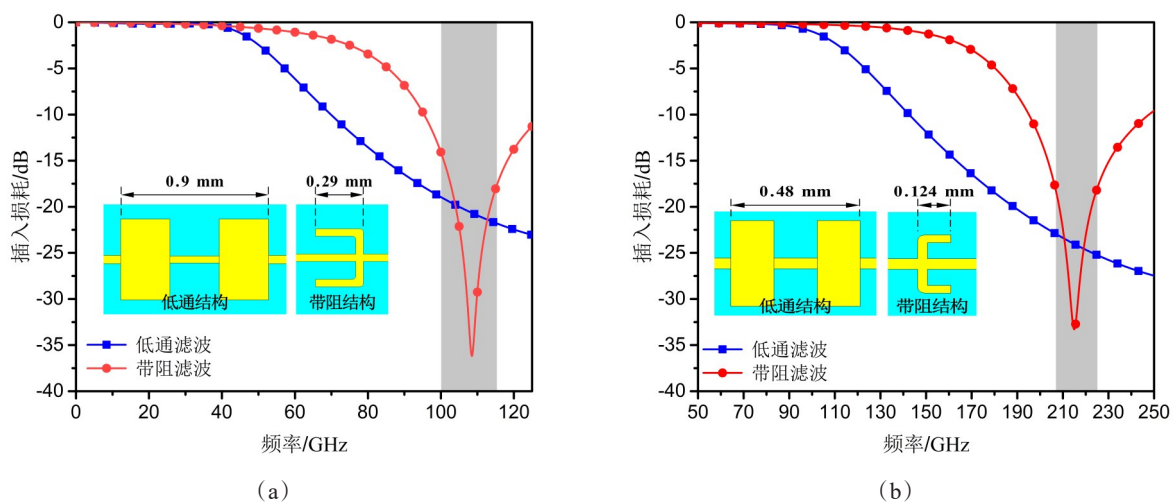 0
-5
-10
-15
-20
-25
-30
-35
-40
插入损耗/dB
0.9 mm
0.29 mm
低通结构
带阻结构
低通滤波
带阻滤波
0 20 40 60 80 100 120
频率/GHz
(a)
0
-5
-10
-15
-20
-25
-30
-35
-40
插入损耗/dB
0.48 mm
0.124 mm
低通结构
带阻结构
低通滤波
带阻滤波
50 70 90 110 130 150 170 190 210 230 250
频率/GHz
(b)